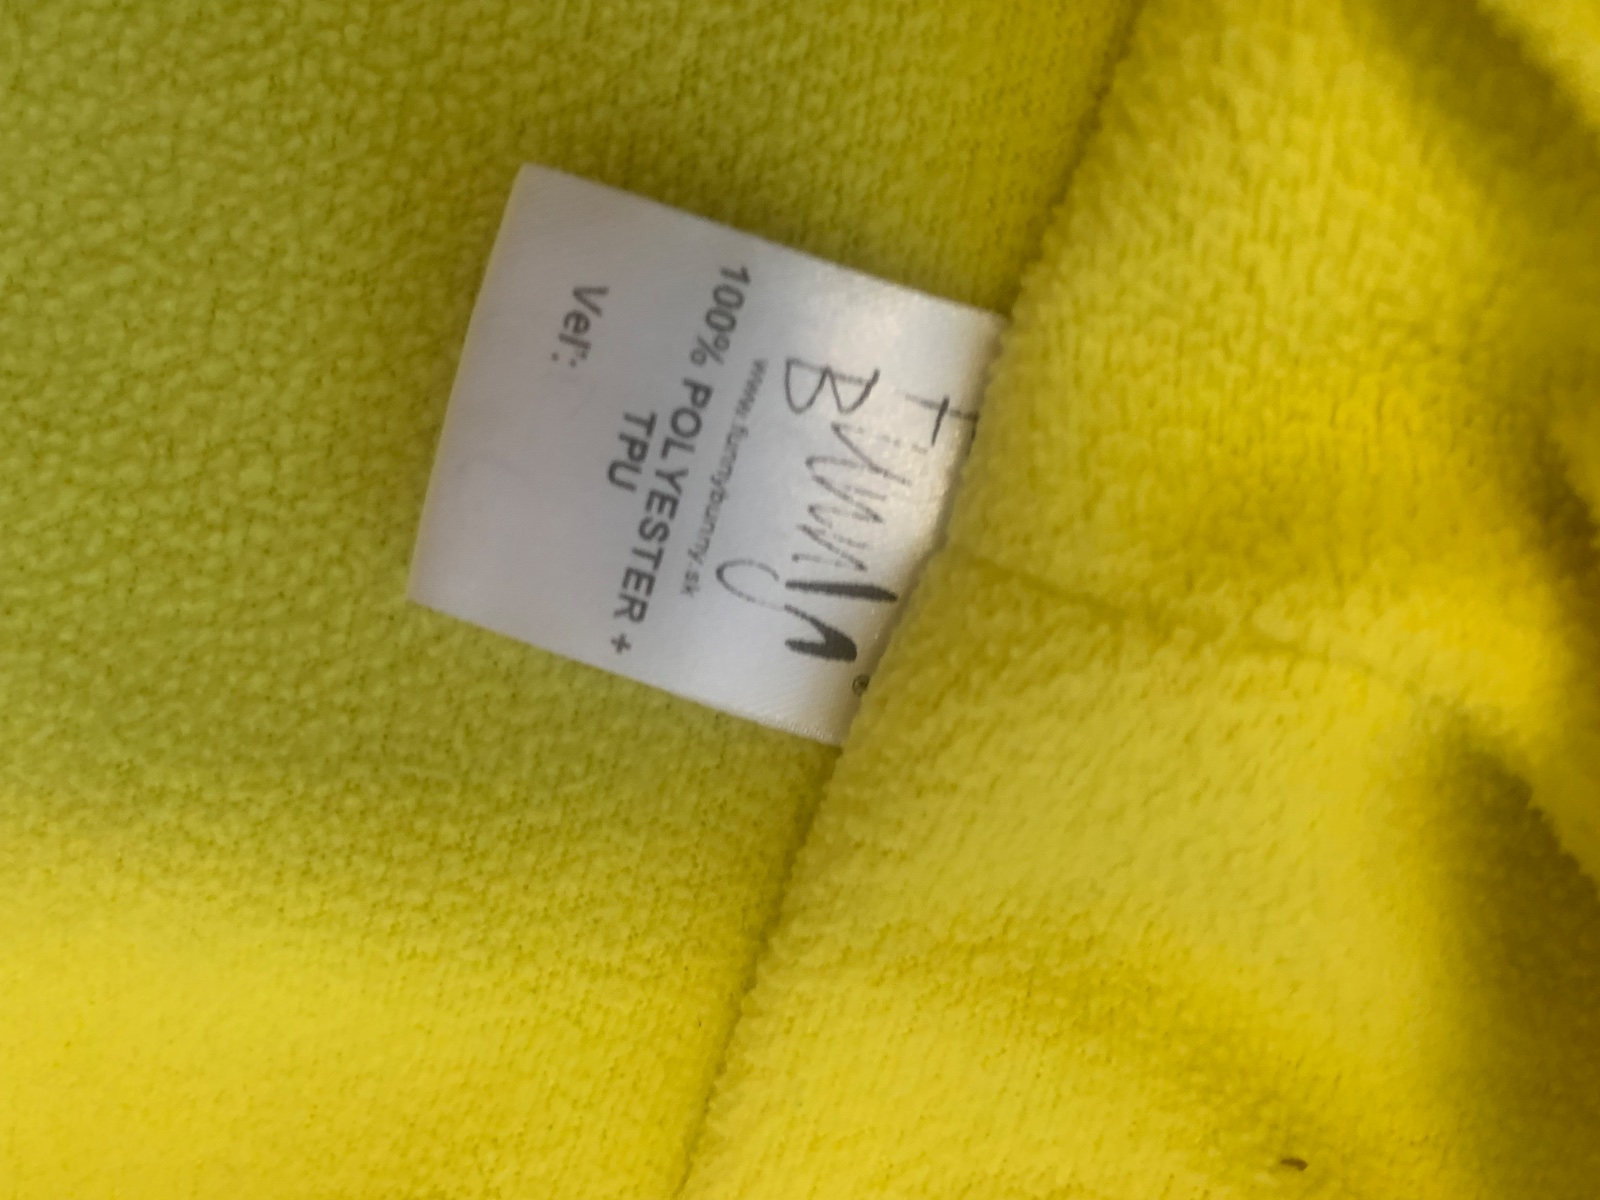 Bunny
®
www.funnybunny.sk
100% POLYESTER +
TPU
Veľ.: